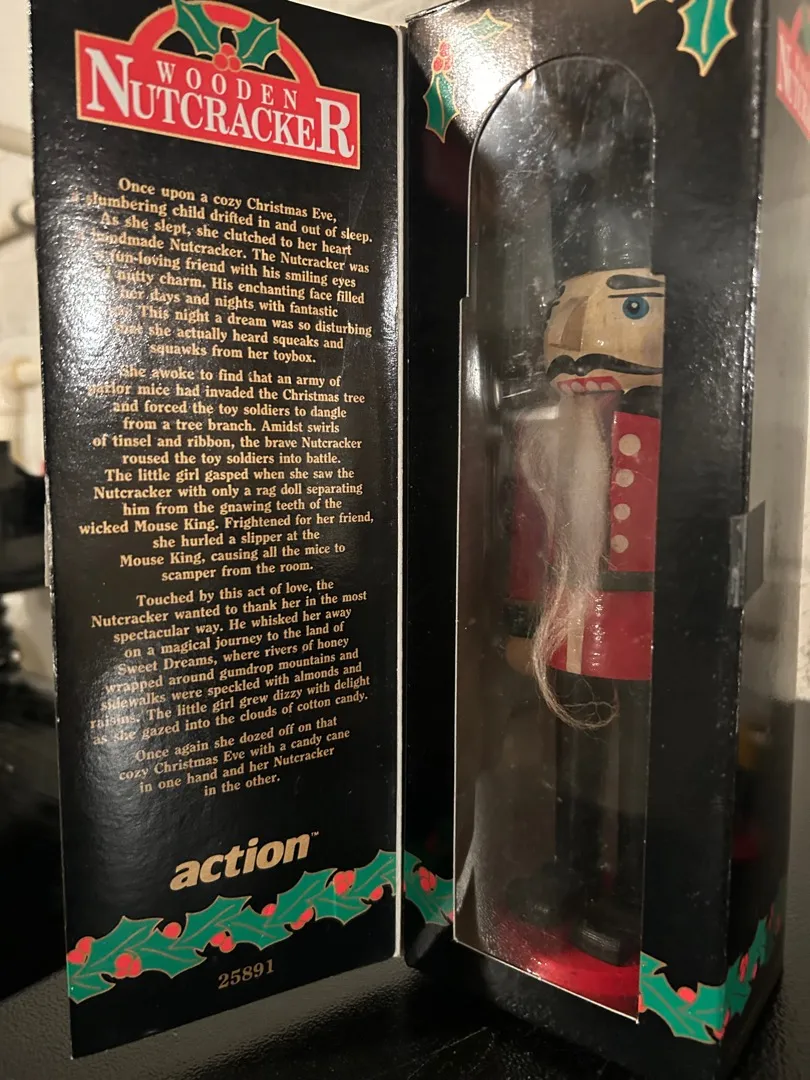 WOODEN
NUTCRACKER
Once upon a cozy Christmas Eve,
a slumbering child drifted in and out of sleep.
As she slept, she clutched to her heart
handmade Nutcracker. The Nutcracker was
fun-loving friend with his smiling eyes
nutty charm. His enchanting face filled
her days and nights with fantastic
This night a dream was so disturbing
that she actually heard squeaks and
squawks from her toybox.
She awoke to find that an army of
parlor mice had invaded the Christmas tree
and forced the toy soldiers to dangle
from a tree branch. Amidst swirls
of tinsel and ribbon, the brave Nutcracker
roused the toy soldiers into battle.
The little girl gasped when she saw the
Nutcracker with only a rag doll separating
him from the gnawing teeth of the
wicked Mouse King. Frightened for her friend,
she hurled a slipper at the
Mouse King, causing all the mice to
scamper from the room.
Touched by this act of love, the
Nutcracker wanted to thank her in the most
spectacular way. He whisked her away
on a magical journey to the land of
Sweet Dreams, where rivers of honey
wrapped around gumdrop mountains and
sidewalks were speckled with almonds and
raisins. The little girl grew dizzy with delight
as she gazed into the clouds of cotton candy.
Once again she dozed off on that
cozy Christmas Eve with a candy cane
in one hand and her Nutcracker
in the other.
action™
25891